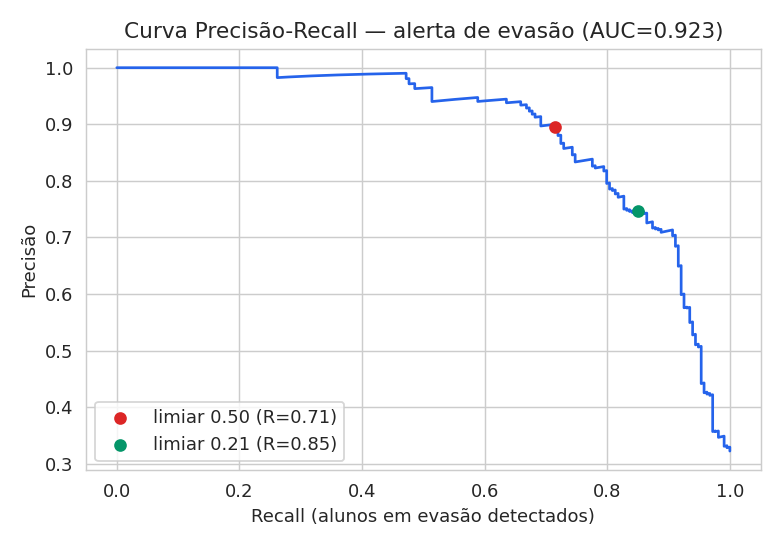 Curva Precisão-Recall — alerta de evasão (AUC=0.923)
1.0
0.9
0.8
0.7
0.6
0.5
0.4
0.3
Precisão
limiar 0.50 (R=0.71)
limiar 0.21 (R=0.85)
0.0 0.2 0.4 0.6 0.8 1.0
Recall (alunos em evasão detectados)